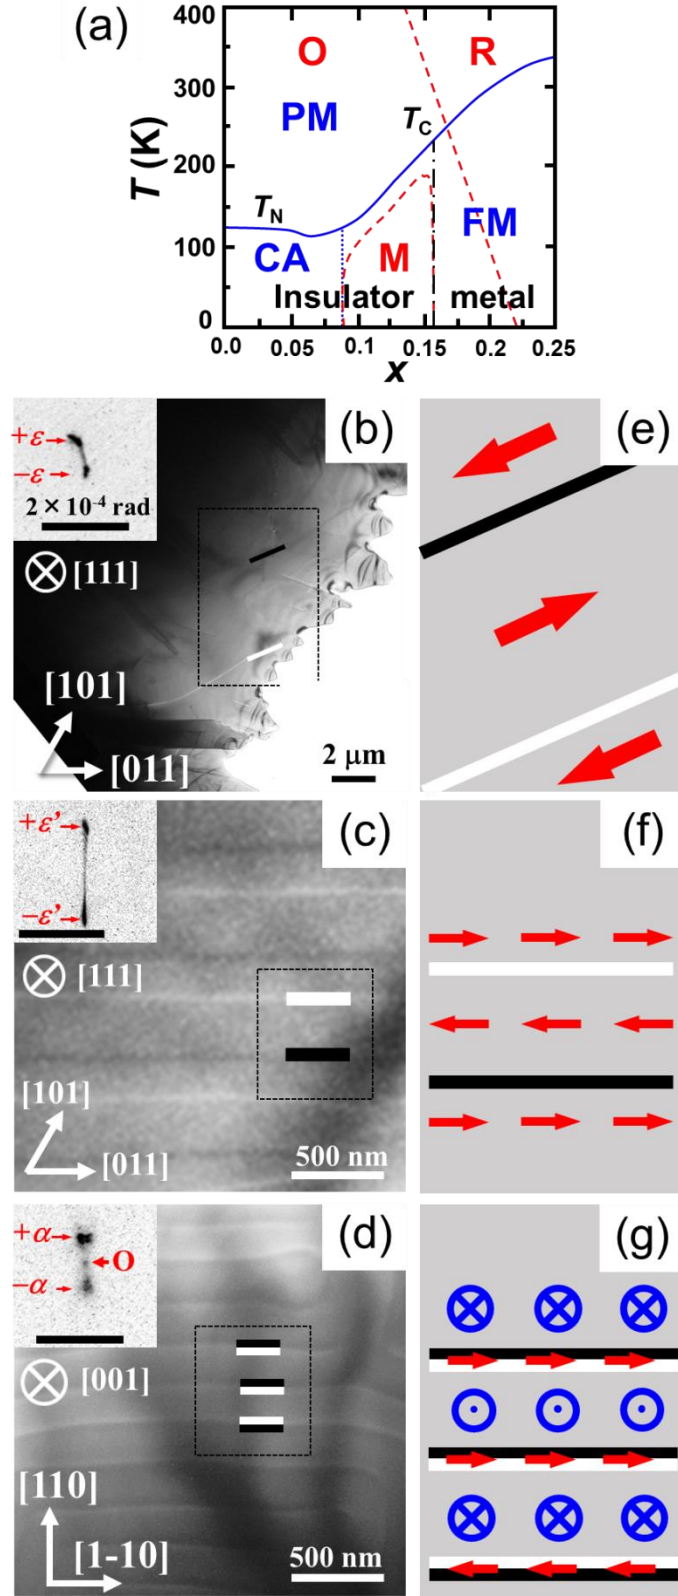 (a)
400
300
200
100
0
T (K)
O
R
PM
T_C
T_N
FM
CA
M
Insulator
metal
0.0 0.05 0.1 0.15 0.2 0.25
x
(b)
+ε
−ε
2 × 10⁻⁴ rad
[111]
[101]
[011]
2 μm
(e)
(c)
+ε'
−ε'
[111]
[101]
[011]
500 nm
(f)
(d)
+α
O
−α
[001]
[110]
[1-10]
500 nm
(g)